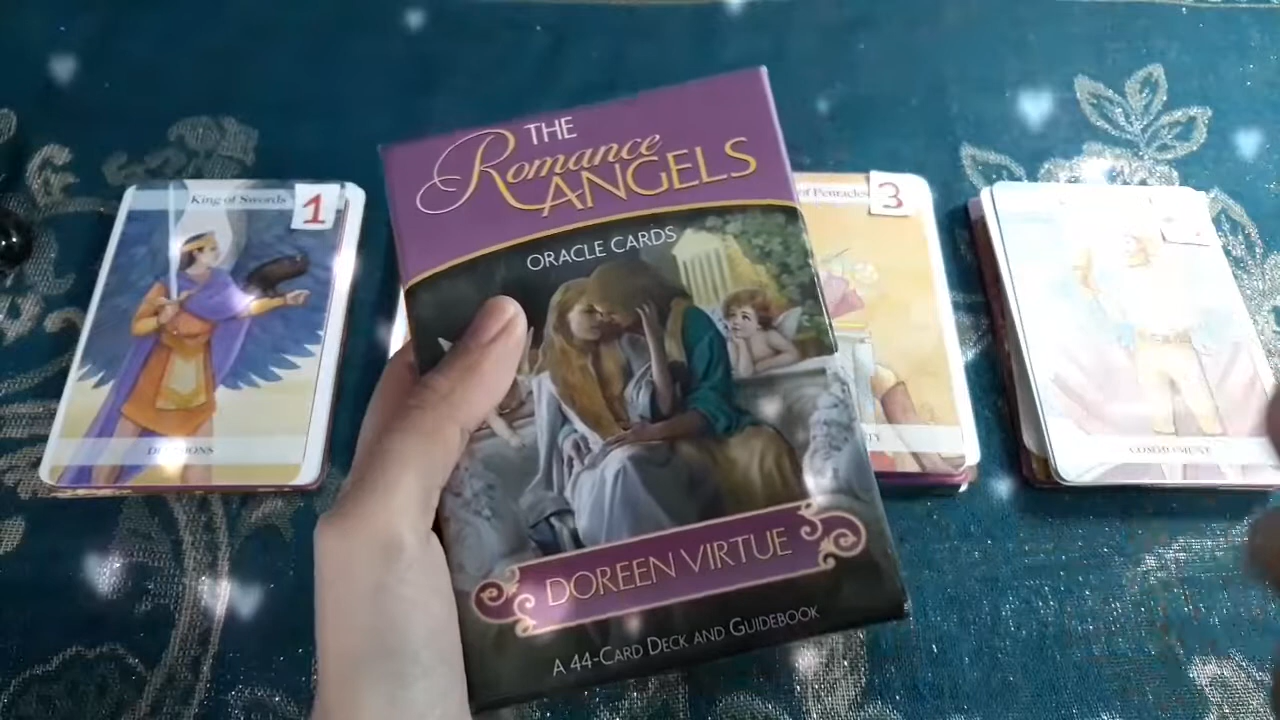 THE
Romance
ANGELS
ORACLE CARDS
DOREEN VIRTUE
A 44-CARD DECK AND GUIDEBOOK
King of Swords
1
of Pentacles
3